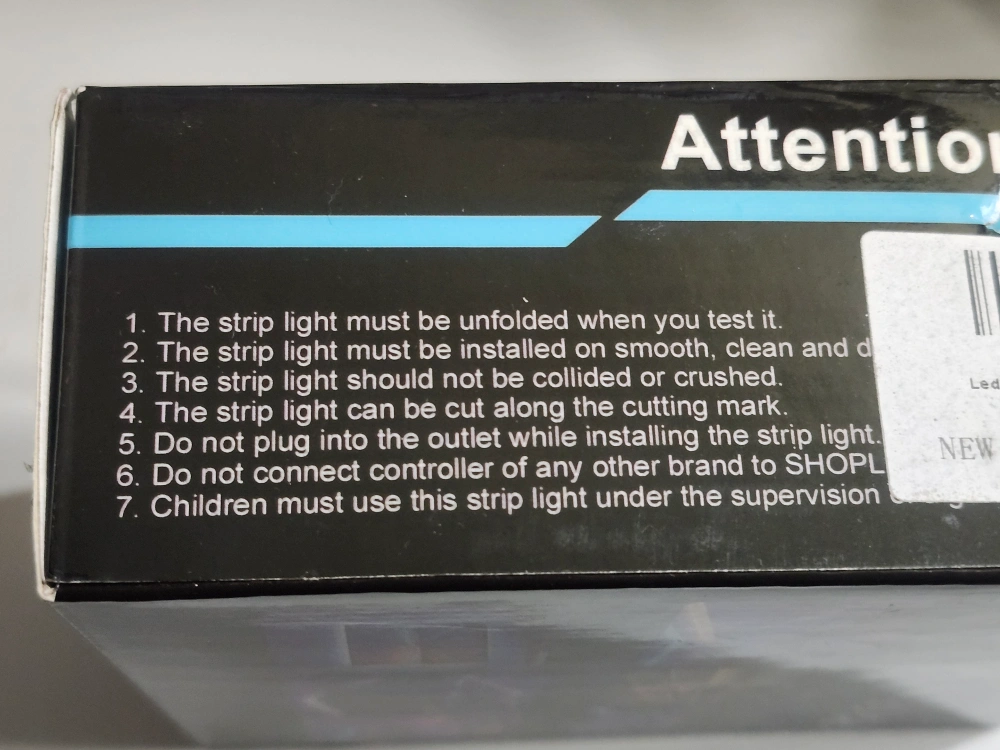 Attention
1. The strip light must be unfolded when you test it.
2. The strip light must be installed on smooth, clean and d
3. The strip light should not be collided or crushed.
4. The strip light can be cut along the cutting mark.
5. Do not plug into the outlet while installing the strip light.
6. Do not connect controller of any other brand to SHOPL
7. Children must use this strip light under the supervision
Led
NEW